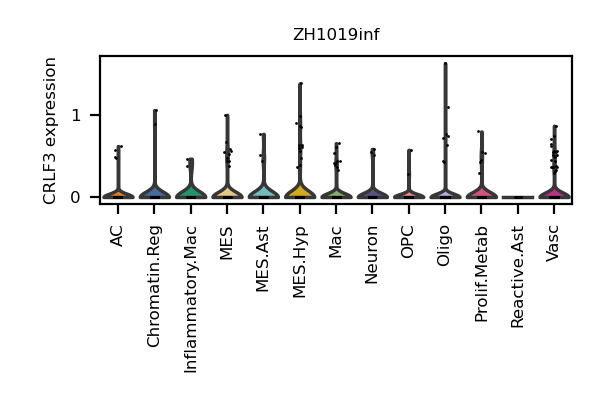 ZH1019inf
CRLF3 expression
1
0
AC
Chromatin.Reg
Inflammatory.Mac
MES
MES.Ast
MES.Hyp
Mac
Neuron
OPC
Oligo
Prolif.Metab
Reactive.Ast
Vasc